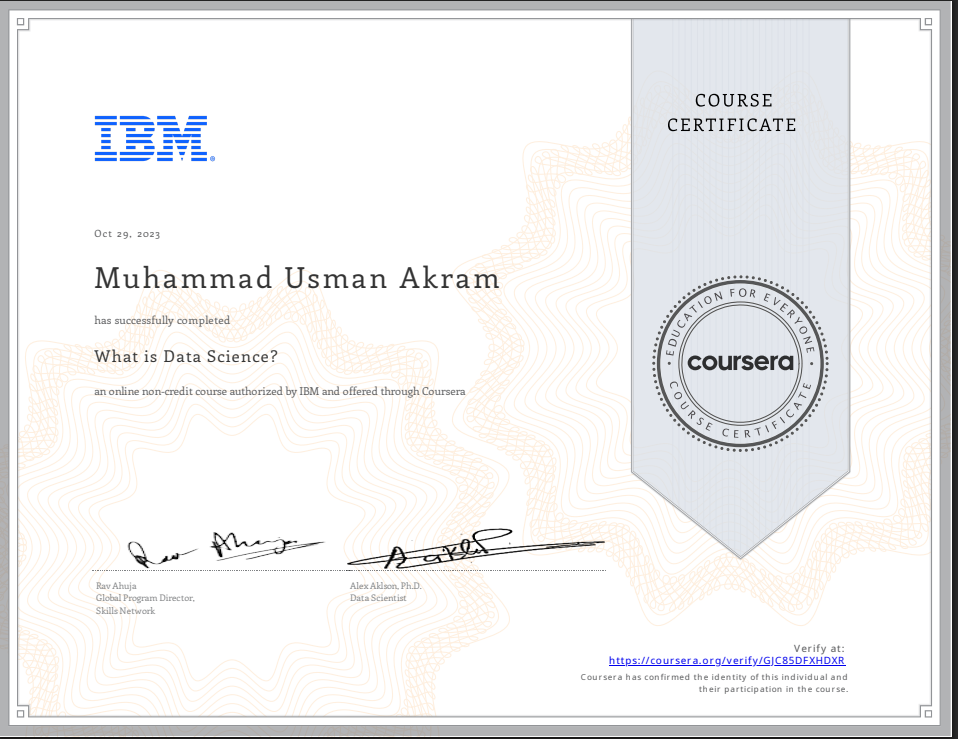 COURSE
CERTIFICATE
IBM®
Oct 29, 2023
Muhammad Usman Akram
has successfully completed
What is Data Science?
an online non-credit course authorized by IBM and offered through Coursera
EDUCATION FOR EVERYONE
coursera
COURSE CERTIFICATE
Rav Ahuja
Global Program Director,
Skills Network
Alex Aklson, Ph.D.
Data Scientist
Verify at:
https://coursera.org/verify/GJC85DFXHDXR
Coursera has confirmed the identity of this individual and
their participation in the course.